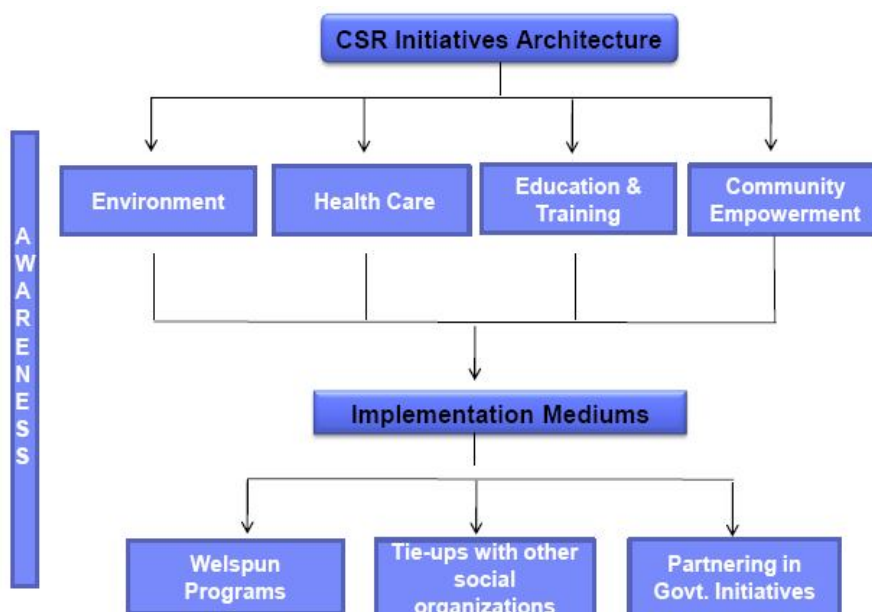 CSR Initiatives Architecture
Environment
Health Care
Education &
Training
Community
Empowerment
AWARENESS
Implementation Mediums
Welspun
Programs
Tie-ups with other
social
organizations
Partnering in
Govt. Initiatives